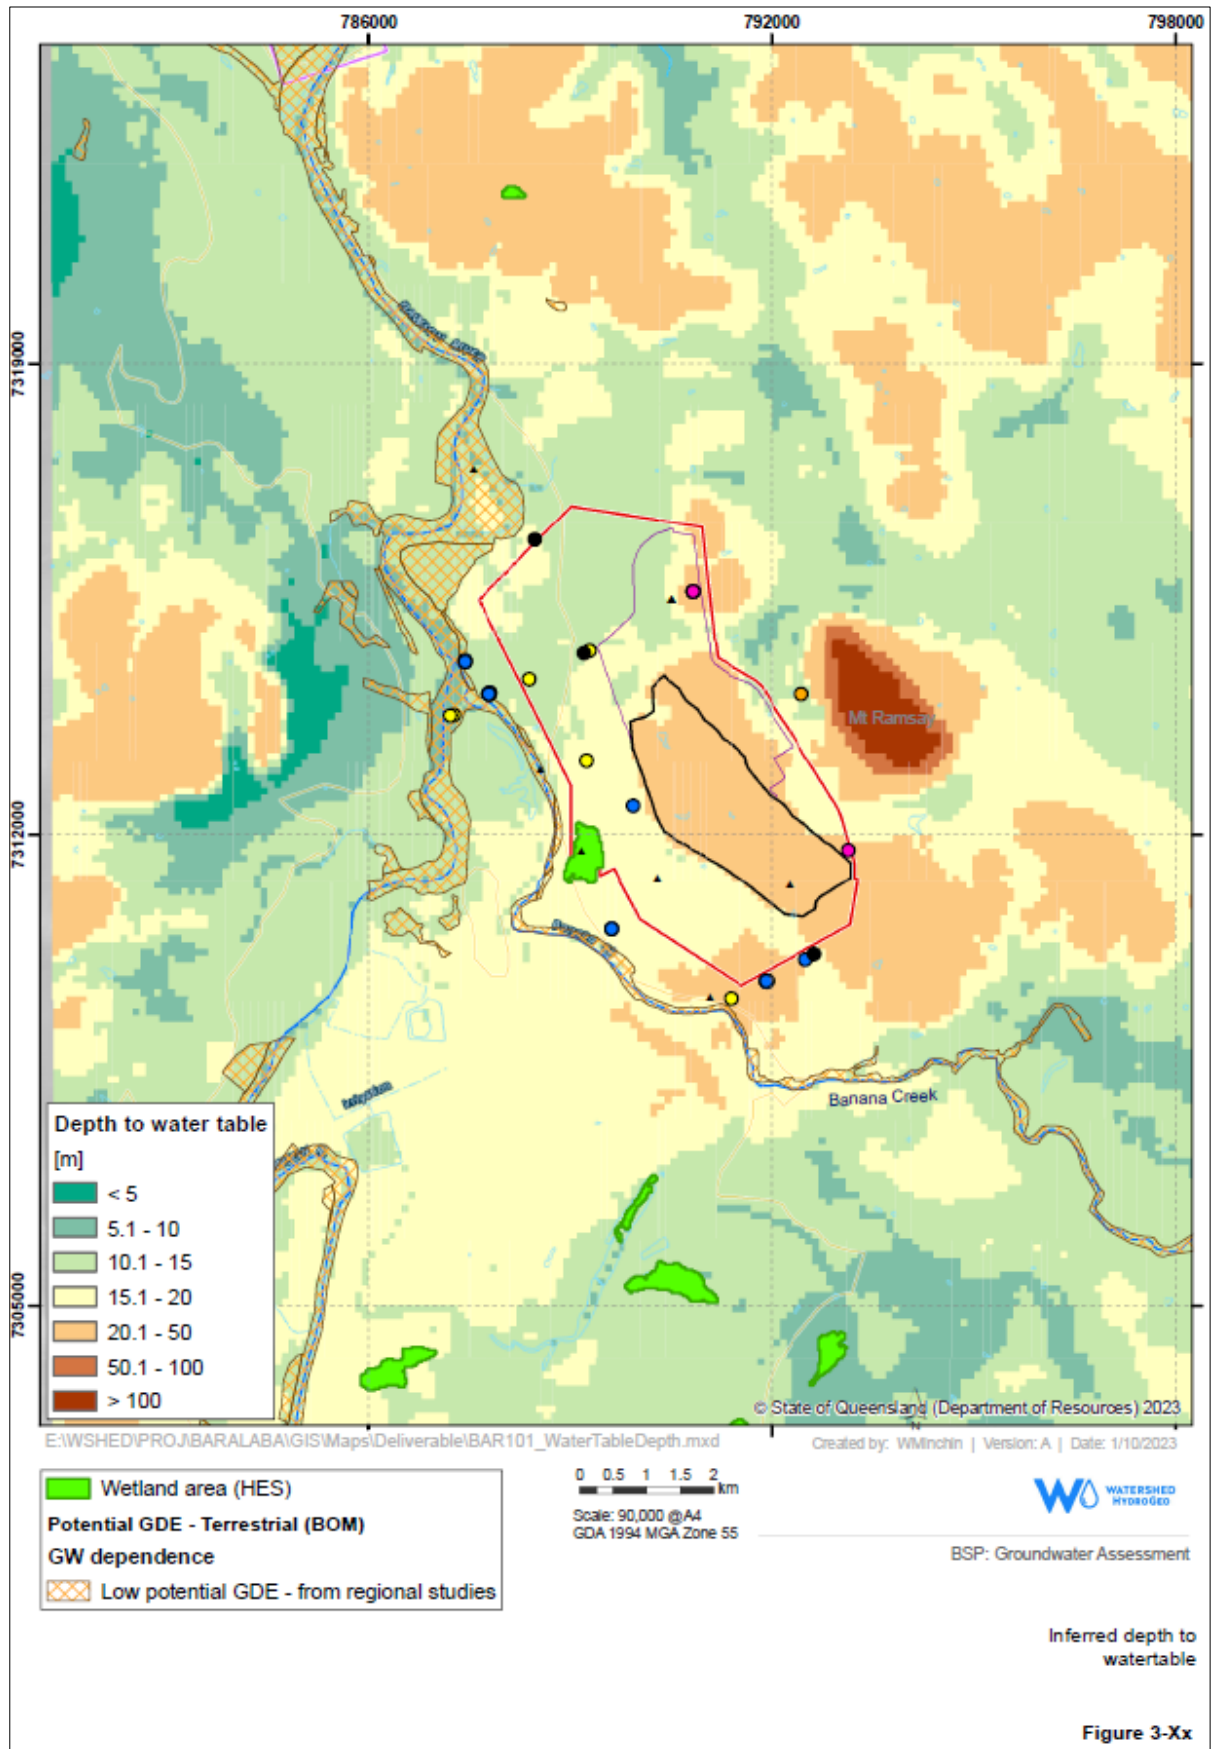 786000
792000
798000
7319000
7312000
7305000
DAWSON RIVER
Mt Ramsay
Irrigation
Banana Creek
Depth to water table
[m]
< 5
5.1 - 10
10.1 - 15
15.1 - 20
20.1 - 50
50.1 - 100
> 100
© State of Queensland (Department of Resources) 2023
E:\WSHED\PROJ\BARALABA\GIS\Maps\Deliverable\BAR101_WaterTableDepth.mxd
Created by: WMinchin | Version: A | Date: 1/10/2023
Wetland area (HES)
Potential GDE - Terrestrial (BOM)
GW dependence
Low potential GDE - from regional studies
0 0.5 1 1.5 2
km
Scale: 90,000 @A4
GDA 1994 MGA Zone 55
WATERSHED
HYDROGEO
BSP: Groundwater Assessment
Inferred depth to
watertable
Figure 3-Xx